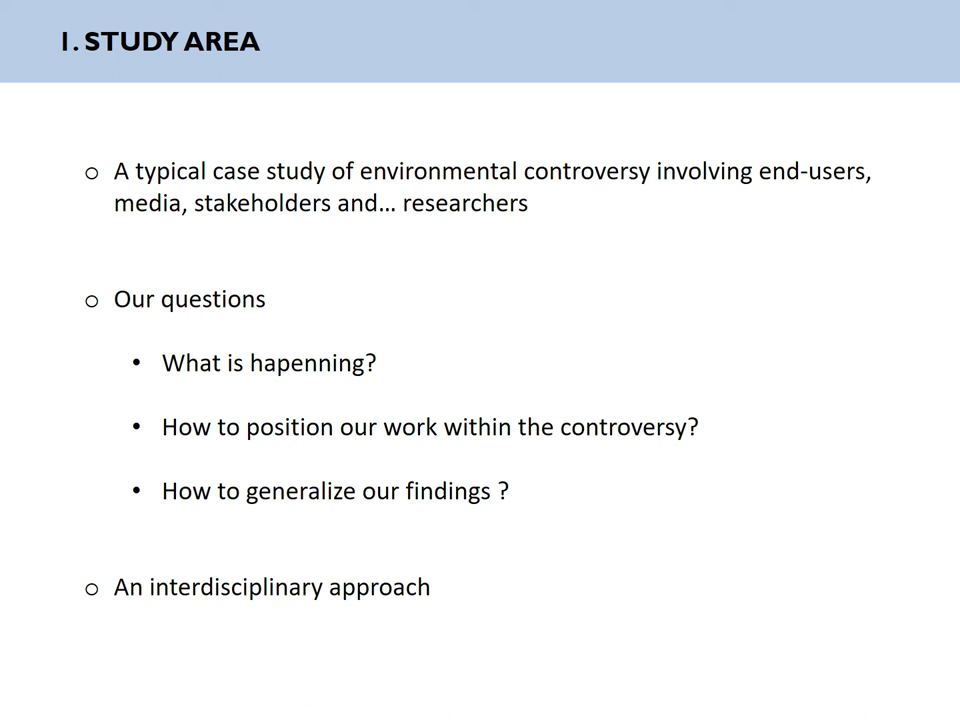 1. STUDY AREA
o A typical case study of environmental controversy involving end-users,
media, stakeholders and… researchers
o Our questions
• What is hapenning?
• How to position our work within the controversy?
• How to generalize our findings ?
o An interdisciplinary approach